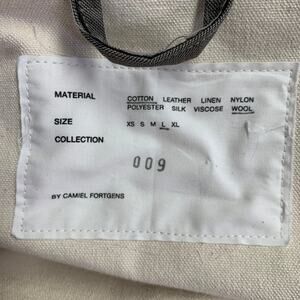 MATERIAL COTTON LEATHER LINEN NYLON
POLYESTER SILK VISCOSE WOOL
SIZE XS S M L XL
COLLECTION
009
BY CAMIEL FORTGENS